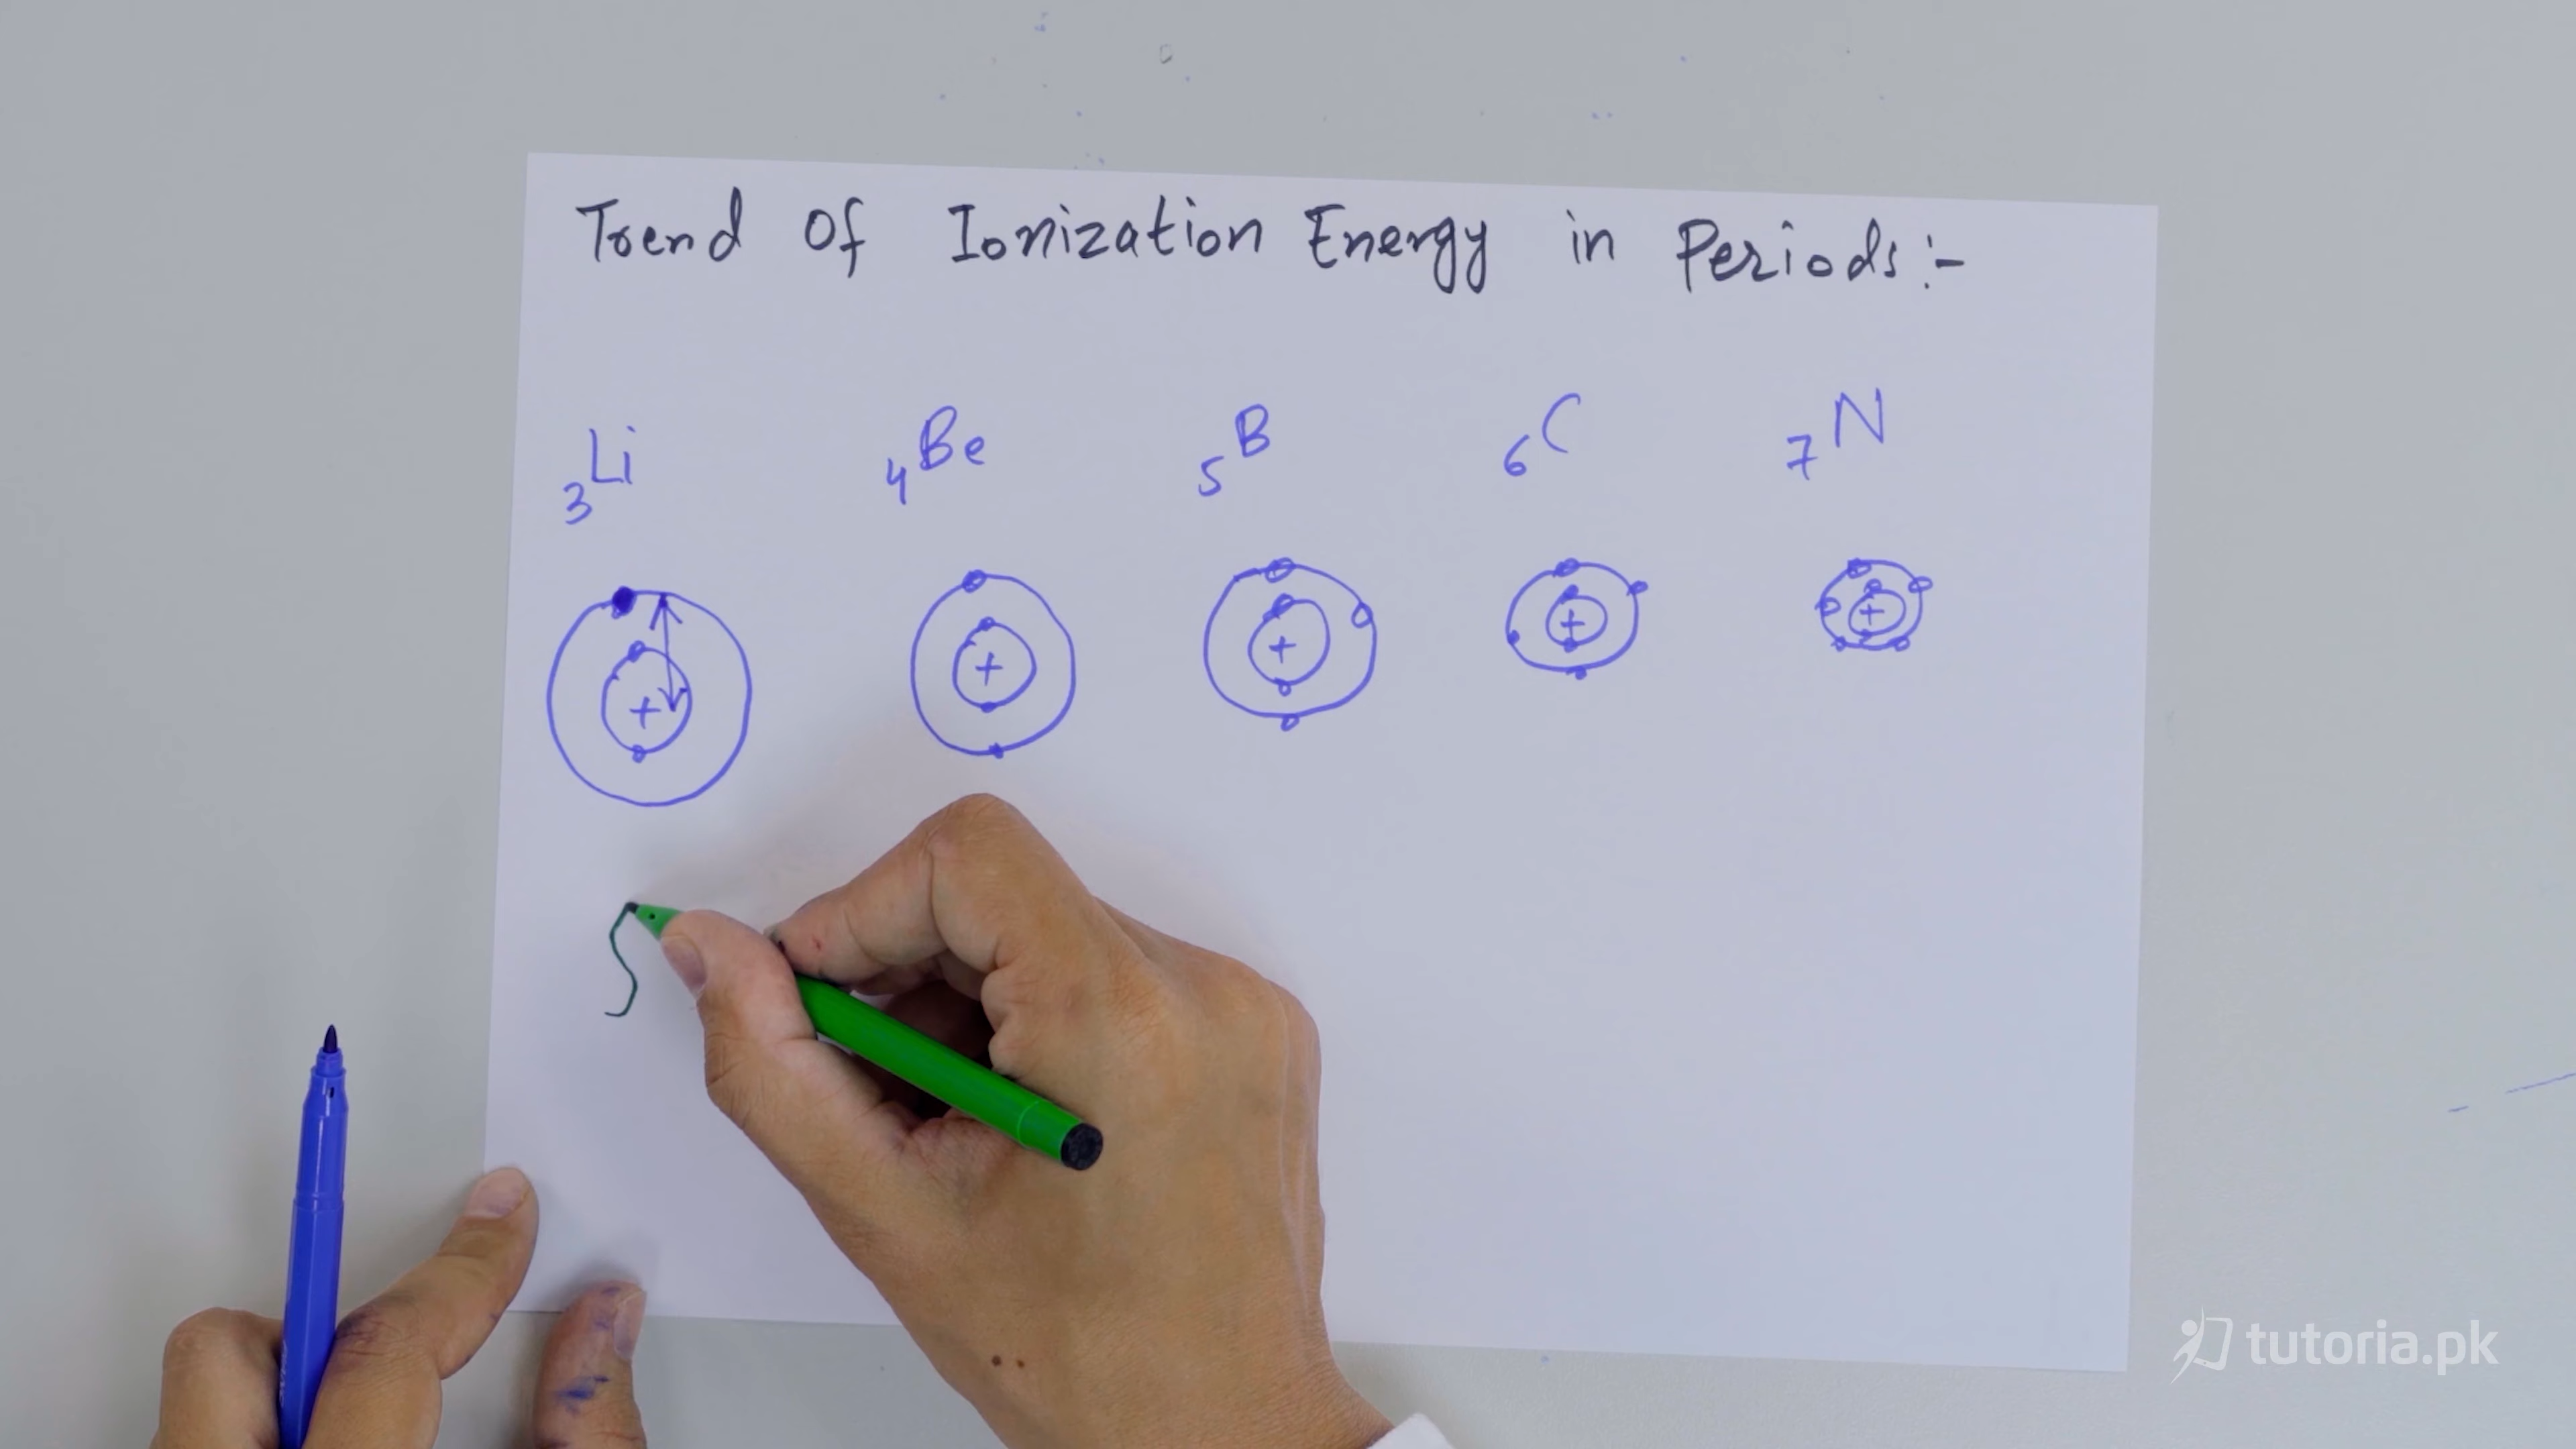 Trend Of Ionization Energy in Periods :-
3Li 4Be 5B 6C 7N
+ + + + +
S
tutoria.pk